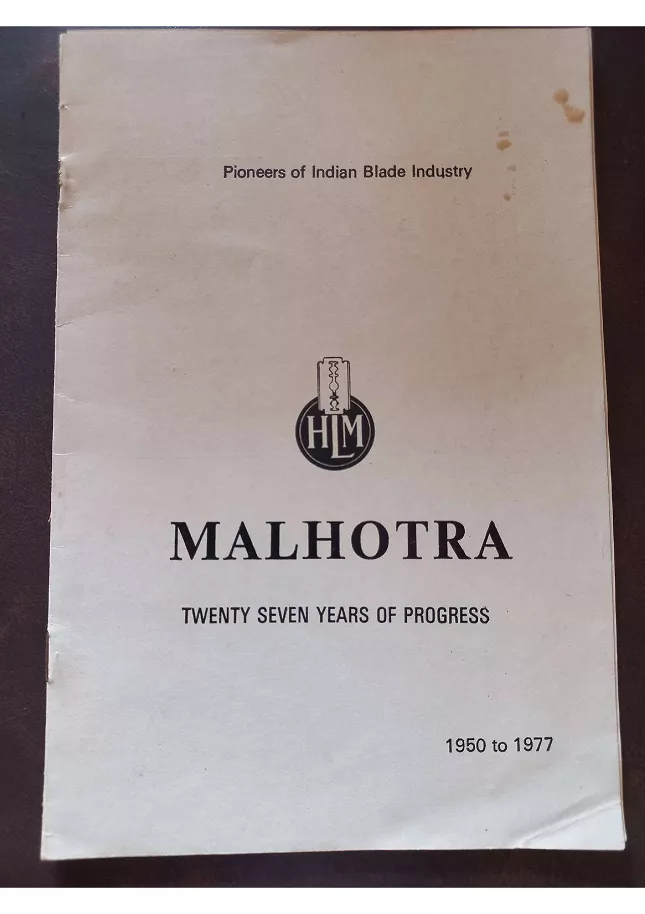 Pioneers of Indian Blade Industry
HLM
MALHOTRA
TWENTY SEVEN YEARS OF PROGRESS
1950 to 1977